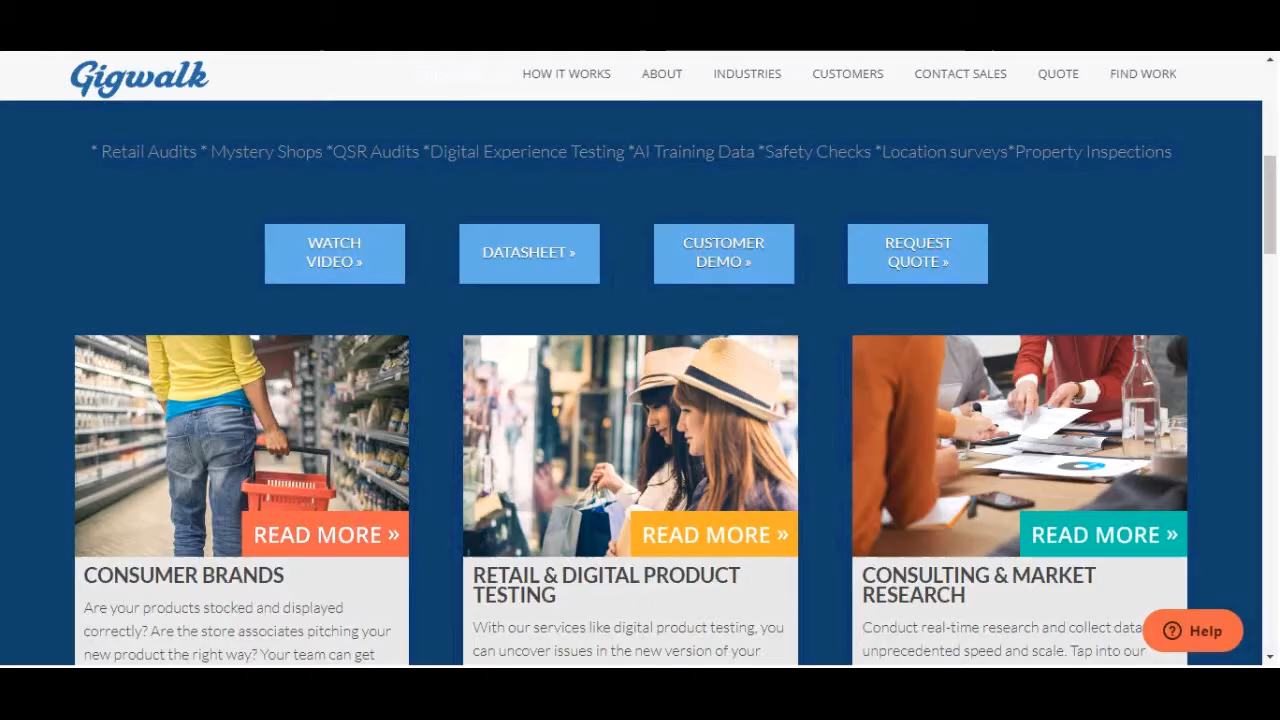 Gigwalk
HOW IT WORKS ABOUT INDUSTRIES CUSTOMERS CONTACT SALES QUOTE FIND WORK
* Retail Audits * Mystery Shops *QSR Audits *Digital Experience Testing *AI Training Data *Safety Checks *Location surveys*Property Inspections
WATCH
VIDEO »
DATASHEET »
CUSTOMER
DEMO »
REQUEST
QUOTE »
READ MORE »
CONSUMER BRANDS
Are your products stocked and displayed
correctly? Are the store associates pitching your
new product the right way? Your team can get
READ MORE »
RETAIL & DIGITAL PRODUCT
TESTING
With our services like digital product testing, you
can uncover issues in the new version of your
READ MORE »
CONSULTING & MARKET
RESEARCH
Conduct real-time research and collect data
unprecedented speed and scale. Tap into our
Help